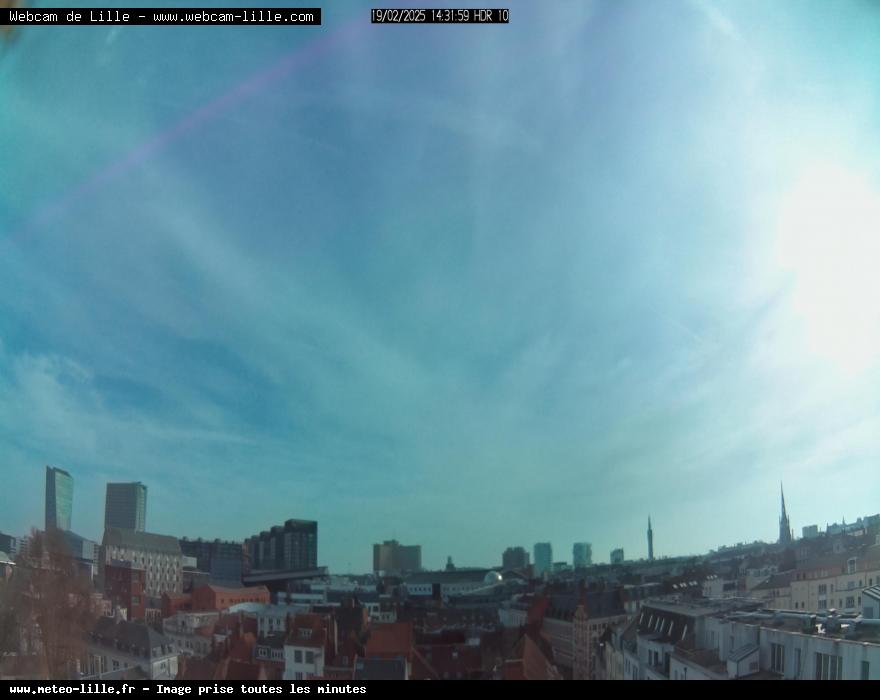 Webcam de Lille - www.webcam-lille.com
19/02/2025 14:31:59 HDR 10
www.meteo-lille.fr - Image prise toutes les minutes